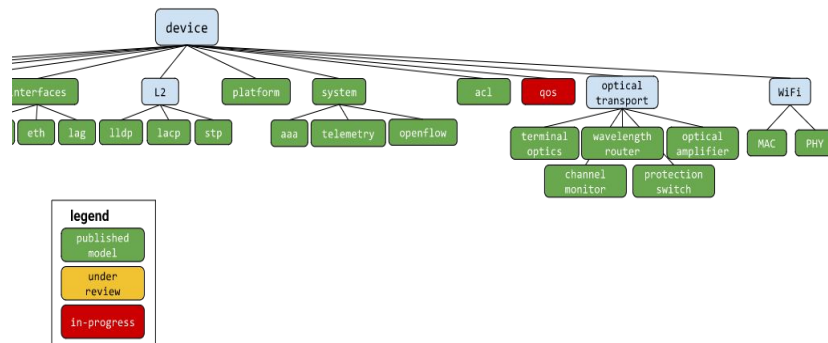 device
interfaces
L2
platform
system
acl
qos
optical
transport
WiFi
eth
lag
lldp
lacp
stp
aaa
telemetry
openflow
terminal
optics
wavelength
router
optical
amplifier
MAC
PHY
channel
monitor
protection
switch
legend
published
model
under
review
in-progress